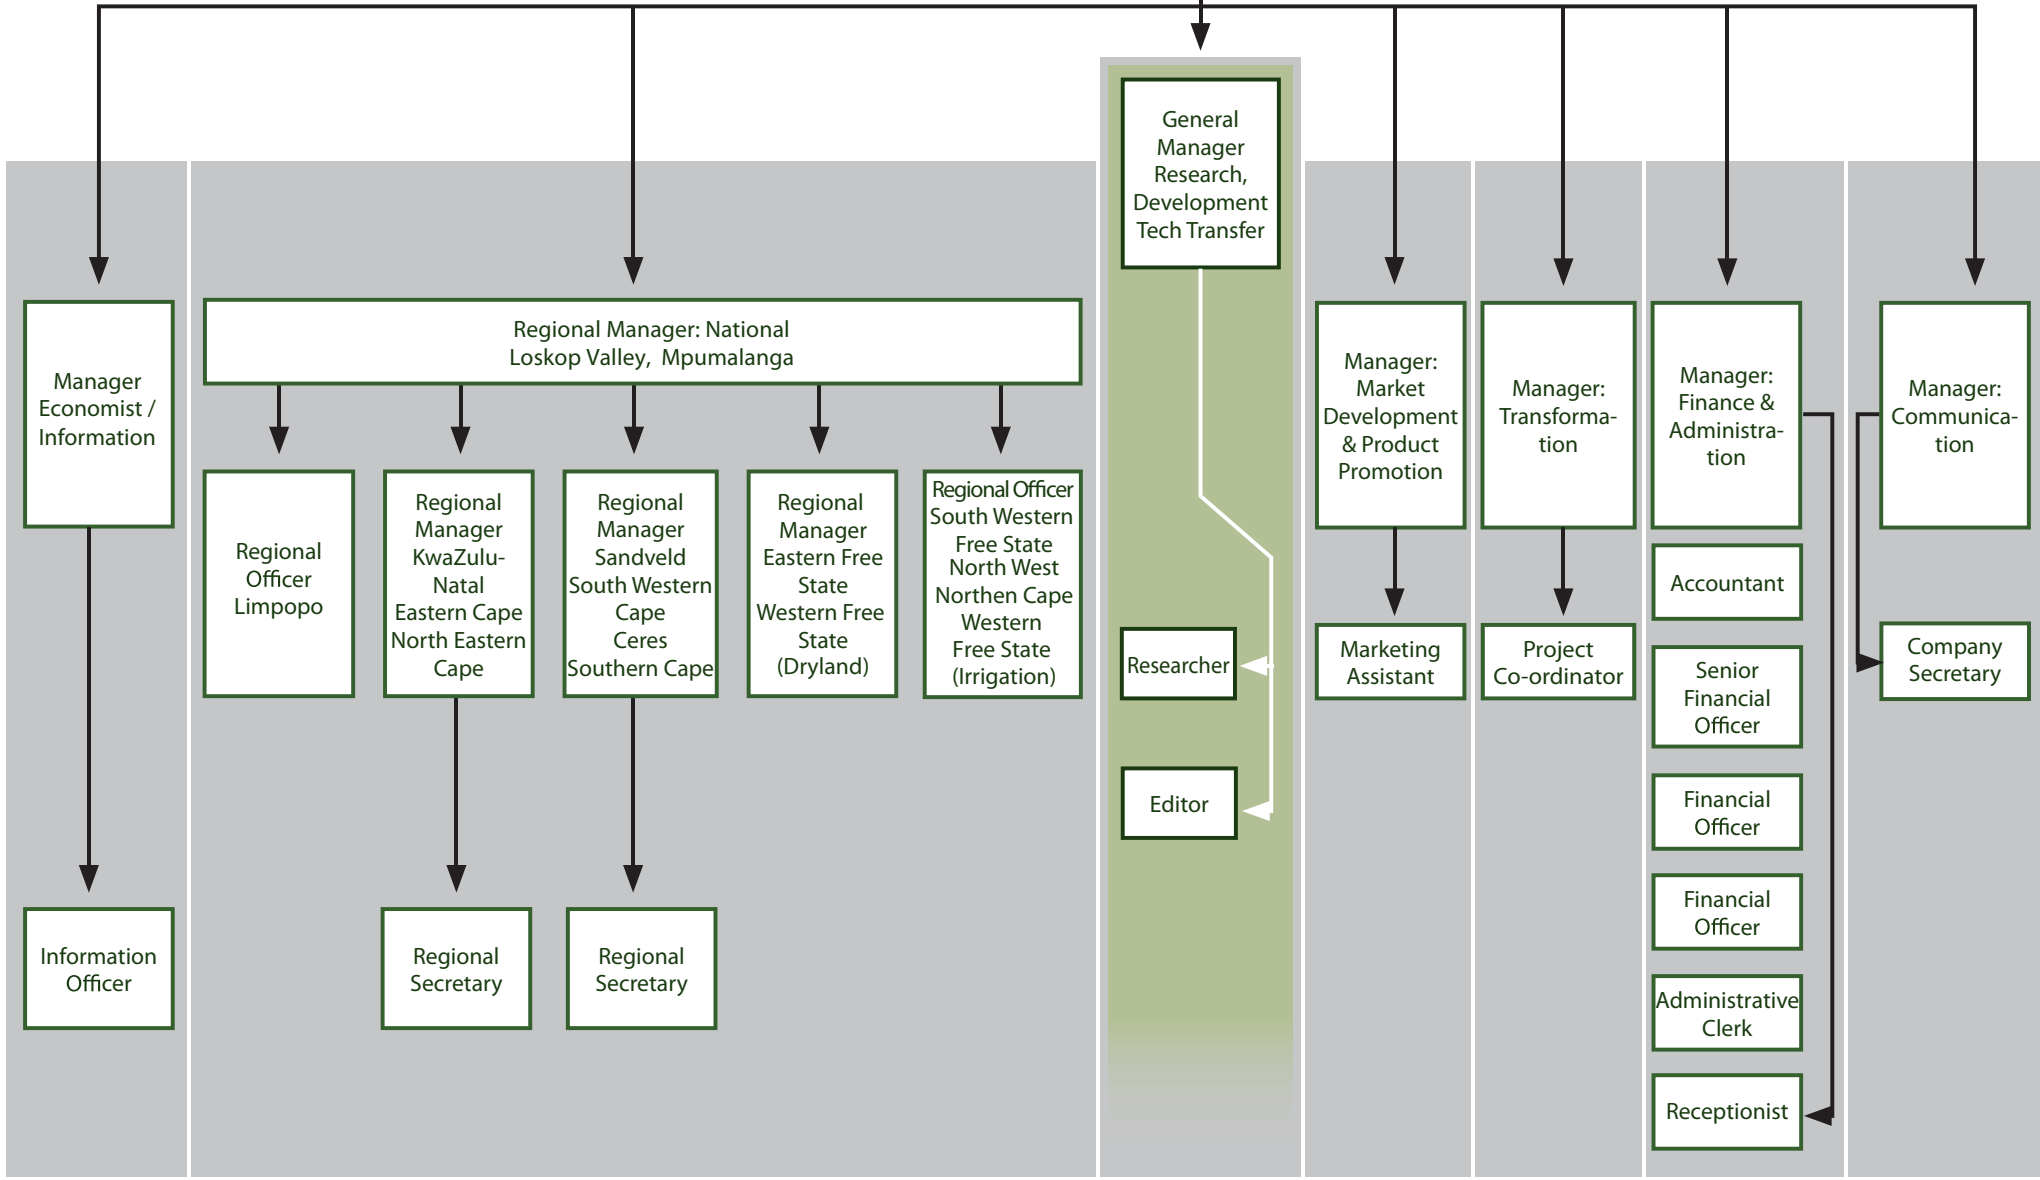 General
Manager
Research,
Development
Tech Transfer
Manager
Economist /
Information
Regional Manager: National
Loskop Valley, Mpumalanga
Manager:
Market
Development
& Product
Promotion
Manager:
Transforma-
tion
Manager:
Finance &
Administra-
tion
Manager:
Communica-
tion
Regional
Officer
Limpopo
Regional
Manager
KwaZulu-
Natal
Eastern Cape
North Eastern
Cape
Regional
Manager
Sandveld
South Western
Cape
Ceres
Southern Cape
Regional
Manager
Eastern Free
State
Western Free
State
(Dryland)
Regional Officer
South Western
Free State
North West
Northen Cape
Western
Free State
(Irrigation)
Researcher
Editor
Marketing
Assistant
Project
Co-ordinator
Accountant
Senior
Financial
Officer
Financial
Officer
Financial
Officer
Administrative
Clerk
Receptionist
Company
Secretary
Information
Officer
Regional
Secretary
Regional
Secretary